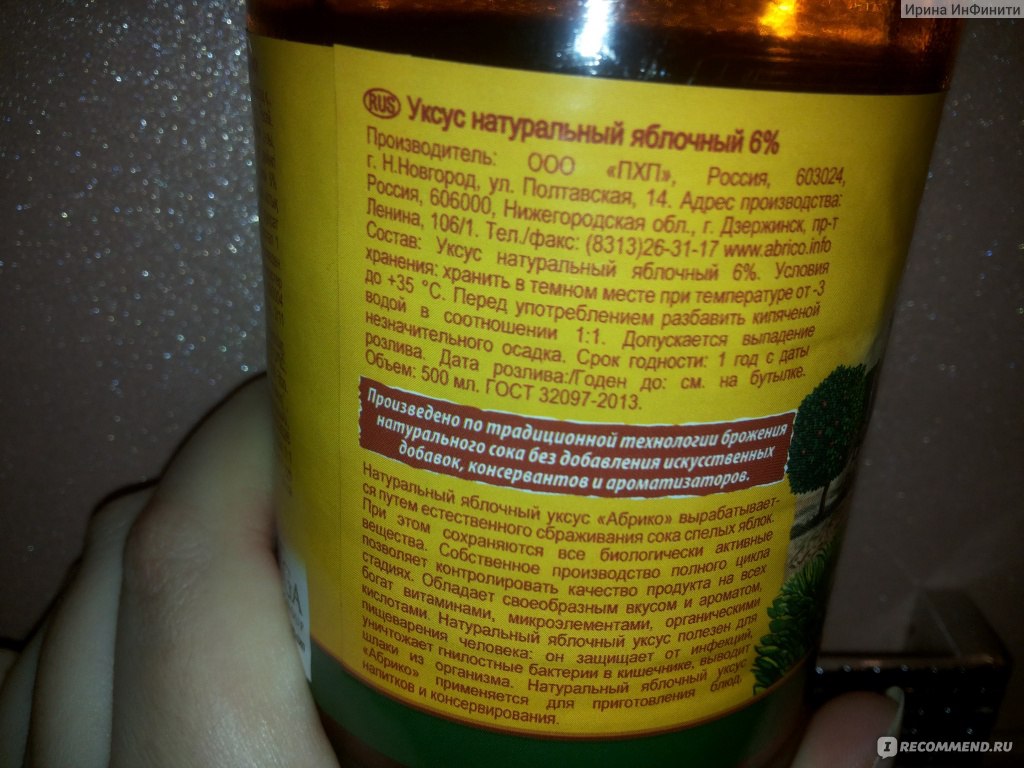 Ирина ИнФинити
RUS Уксус натуральный яблочный 6%
Производитель: ООО «ПХП», Россия, 603024,
г. Н.Новгород, ул. Полтавская, 14. Адрес производства:
Россия, 606000, Нижегородская обл., г. Дзержинск, пр-т
Ленина, 106/1. Тел./факс: (8313)26-31-17 www.abrico.info
Состав: Уксус натуральный яблочный 6%. Условия
хранения: хранить в темном месте при температуре от -3
до +35 °С. Перед употреблением разбавить кипяченой
водой в соотношении 1:1. Допускается выпадение
незначительного осадка. Срок годности: 1 год с даты
розлива. Дата розлива:/Годен до: см. на бутылке.
Объем: 500 мл. ГОСТ 32097-2013.
Произведено по традиционной технологии брожения
натурального сока без добавления искусственных
добавок, консервантов и ароматизаторов.
Натуральный яблочный уксус «Абрико» вырабатывает-
ся путем естественного сбраживания сока спелых яблок.
При этом сохраняются все биологически активные
вещества. Собственное производство полного цикла
позволяет контролировать качество продукта на всех
стадиях. Обладает своеобразным вкусом и ароматом,
богат витаминами, микроэлементами, органическими
кислотами. Натуральный яблочный уксус полезен для
пищеварения человека: он защищает от инфекций,
уничтожает гнилостные бактерии в кишечнике, выводит
шлаки из организма. Натуральный яблочный уксус
«Абрико» применяется для приготовления блюд,
напитков и консервирования.
IRECOMMEND.RU